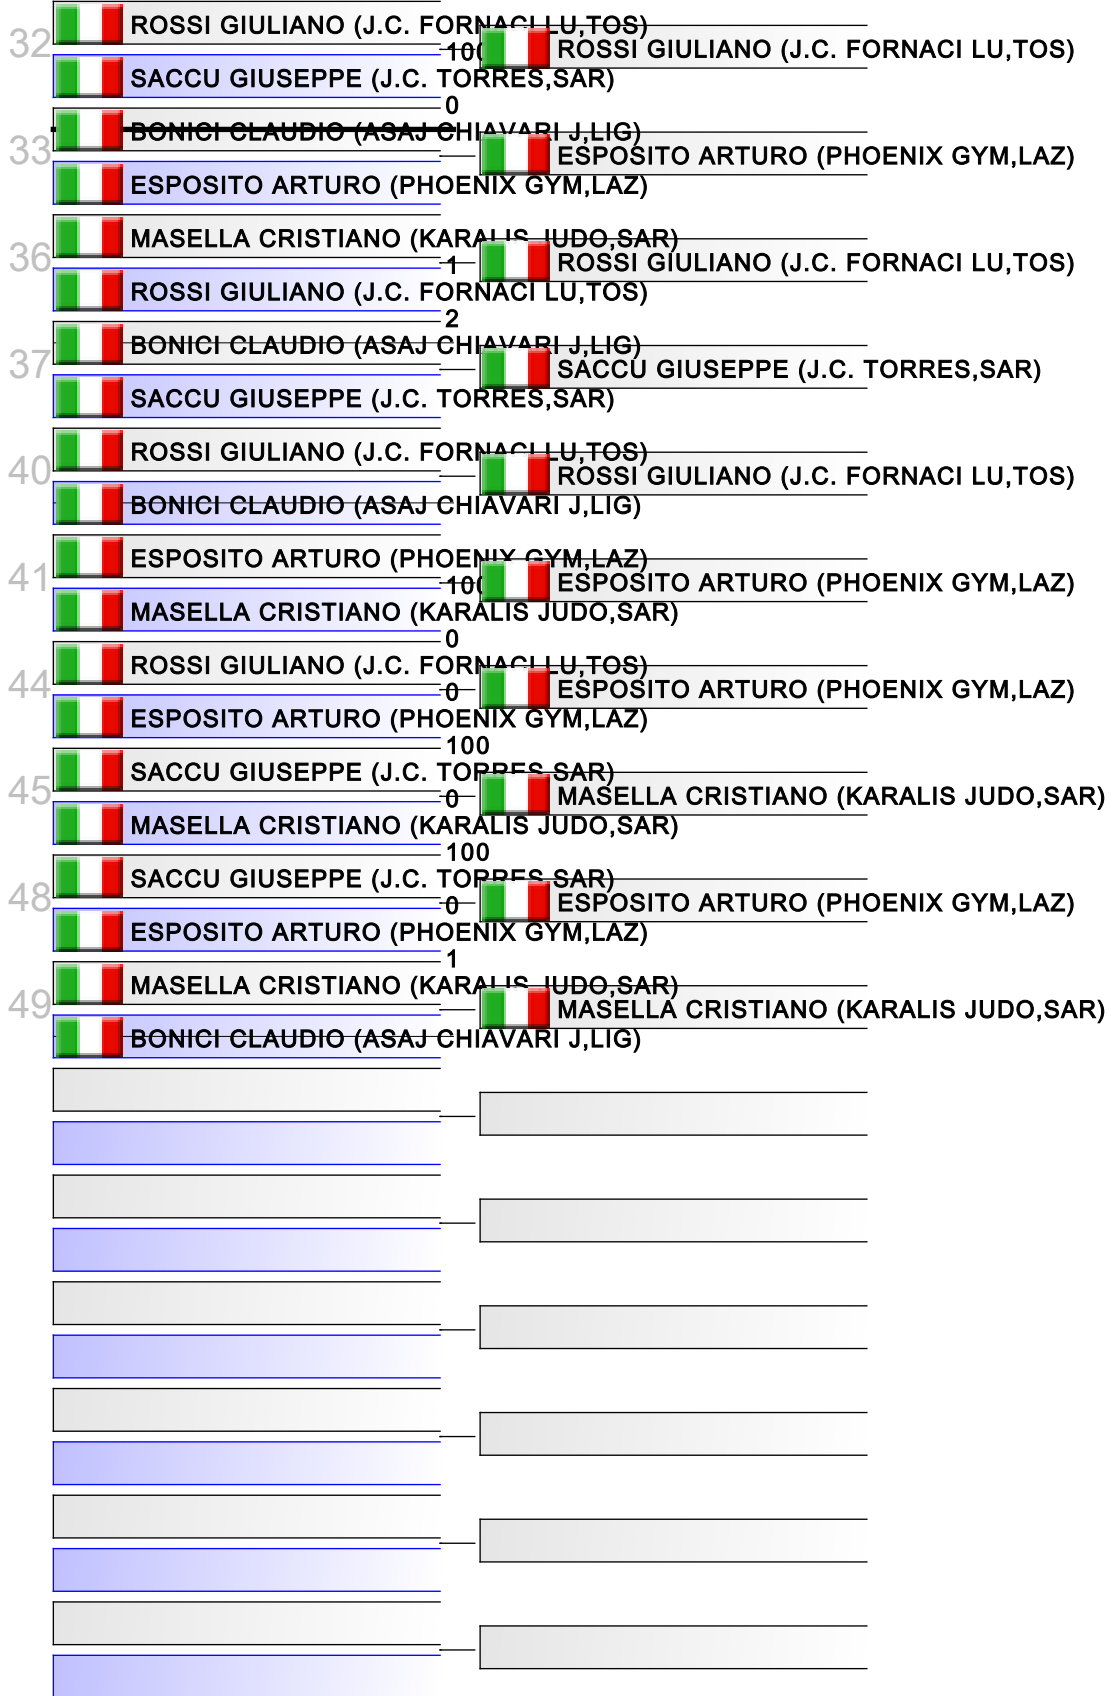 32
ROSSI GIULIANO (J.C. FORNACI LU,TOS)
100
ROSSI GIULIANO (J.C. FORNACI LU,TOS)
SACCU GIUSEPPE (J.C. TORRES,SAR)
0
33
BONICI CLAUDIO (ASAJ CHIAVARI J,LIG)
ESPOSITO ARTURO (PHOENIX GYM,LAZ)
ESPOSITO ARTURO (PHOENIX GYM,LAZ)
36
MASELLA CRISTIANO (KARALIS JUDO,SAR)
1
ROSSI GIULIANO (J.C. FORNACI LU,TOS)
ROSSI GIULIANO (J.C. FORNACI LU,TOS)
2
37
BONICI CLAUDIO (ASAJ CHIAVARI J,LIG)
SACCU GIUSEPPE (J.C. TORRES,SAR)
SACCU GIUSEPPE (J.C. TORRES,SAR)
40
ROSSI GIULIANO (J.C. FORNACI LU,TOS)
ROSSI GIULIANO (J.C. FORNACI LU,TOS)
BONICI CLAUDIO (ASAJ CHIAVARI J,LIG)
41
ESPOSITO ARTURO (PHOENIX GYM,LAZ)
100
ESPOSITO ARTURO (PHOENIX GYM,LAZ)
MASELLA CRISTIANO (KARALIS JUDO,SAR)
0
44
ROSSI GIULIANO (J.C. FORNACI LU,TOS)
0
ESPOSITO ARTURO (PHOENIX GYM,LAZ)
ESPOSITO ARTURO (PHOENIX GYM,LAZ)
100
45
SACCU GIUSEPPE (J.C. TORRES,SAR)
0
MASELLA CRISTIANO (KARALIS JUDO,SAR)
MASELLA CRISTIANO (KARALIS JUDO,SAR)
100
48
SACCU GIUSEPPE (J.C. TORRES,SAR)
0
ESPOSITO ARTURO (PHOENIX GYM,LAZ)
ESPOSITO ARTURO (PHOENIX GYM,LAZ)
1
49
MASELLA CRISTIANO (KARALIS JUDO,SAR)
MASELLA CRISTIANO (KARALIS JUDO,SAR)
BONICI CLAUDIO (ASAJ CHIAVARI J,LIG)